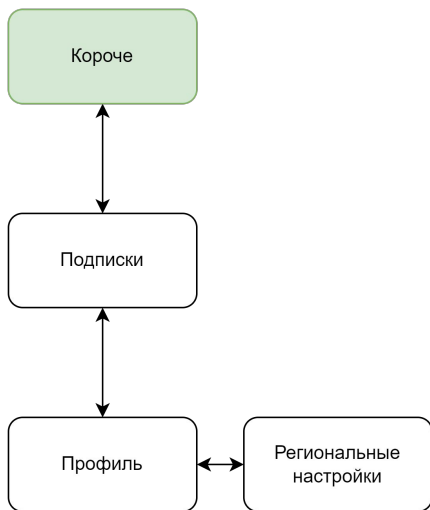 Короче
Подписки
Профиль
Региональные
настройки